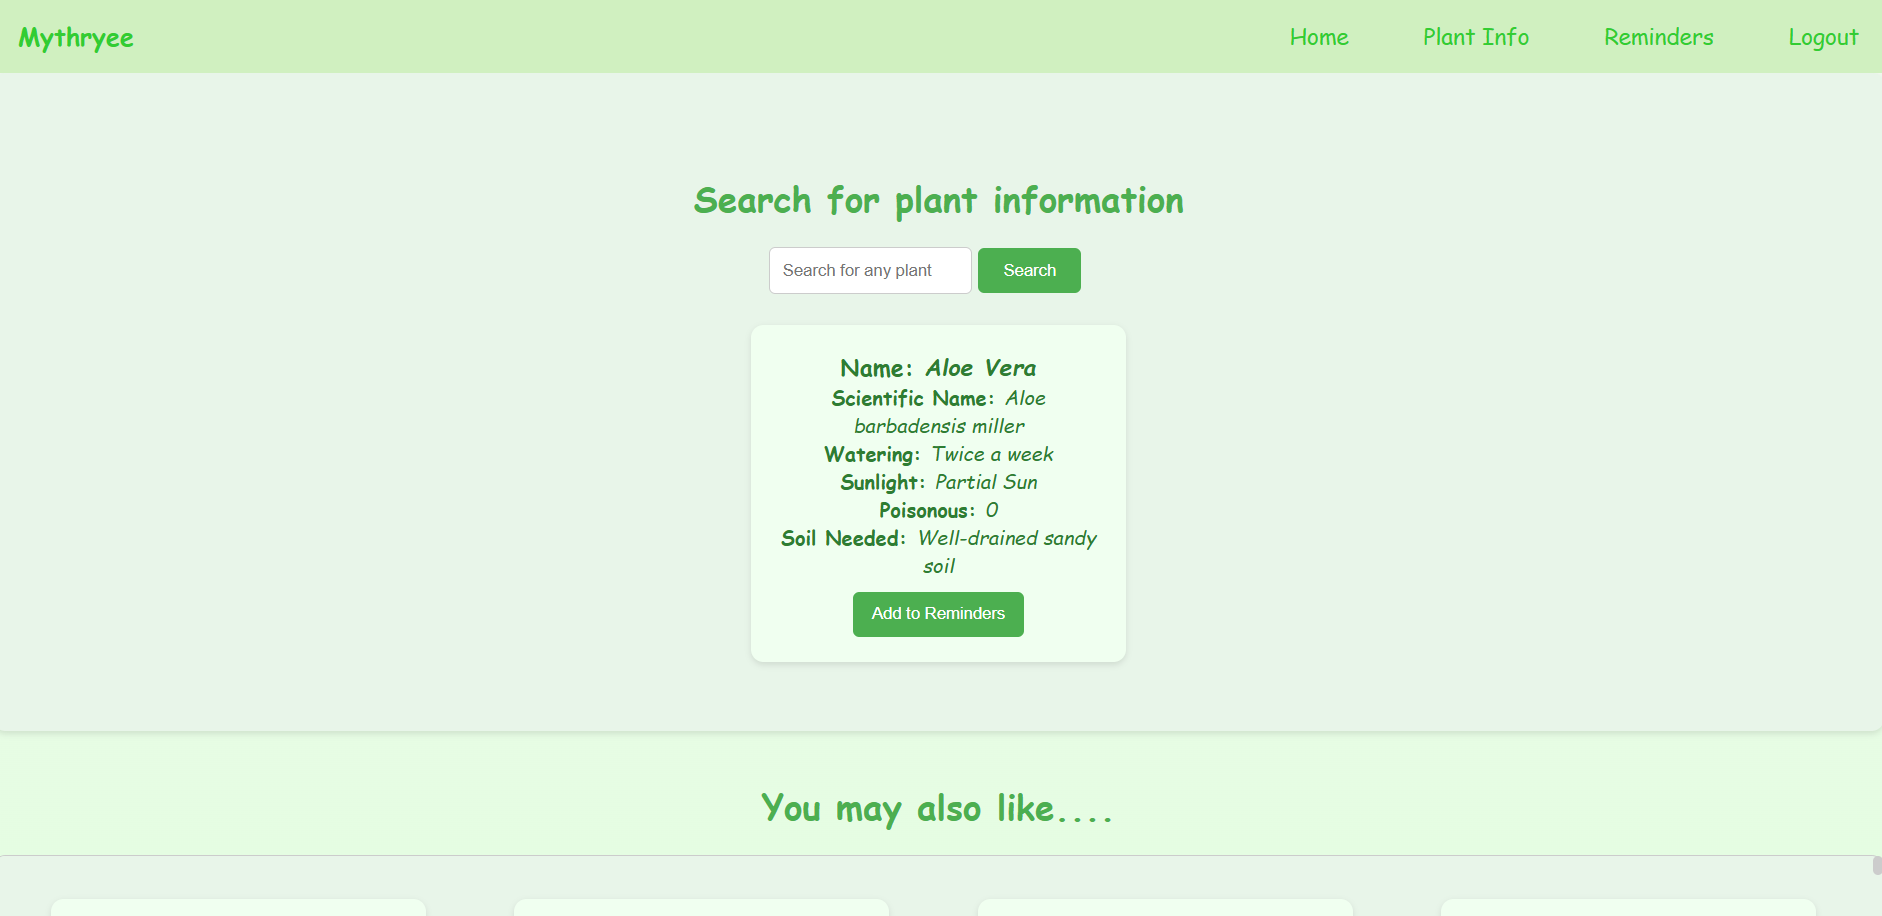 Mythryee
Home Plant Info Reminders Logout
Search for plant information
Search for any plant Search
Name: Aloe Vera
Scientific Name: Aloe
barbadensis miller
Watering: Twice a week
Sunlight: Partial Sun
Poisonous: 0
Soil Needed: Well-drained sandy
soil
Add to Reminders
You may also like....